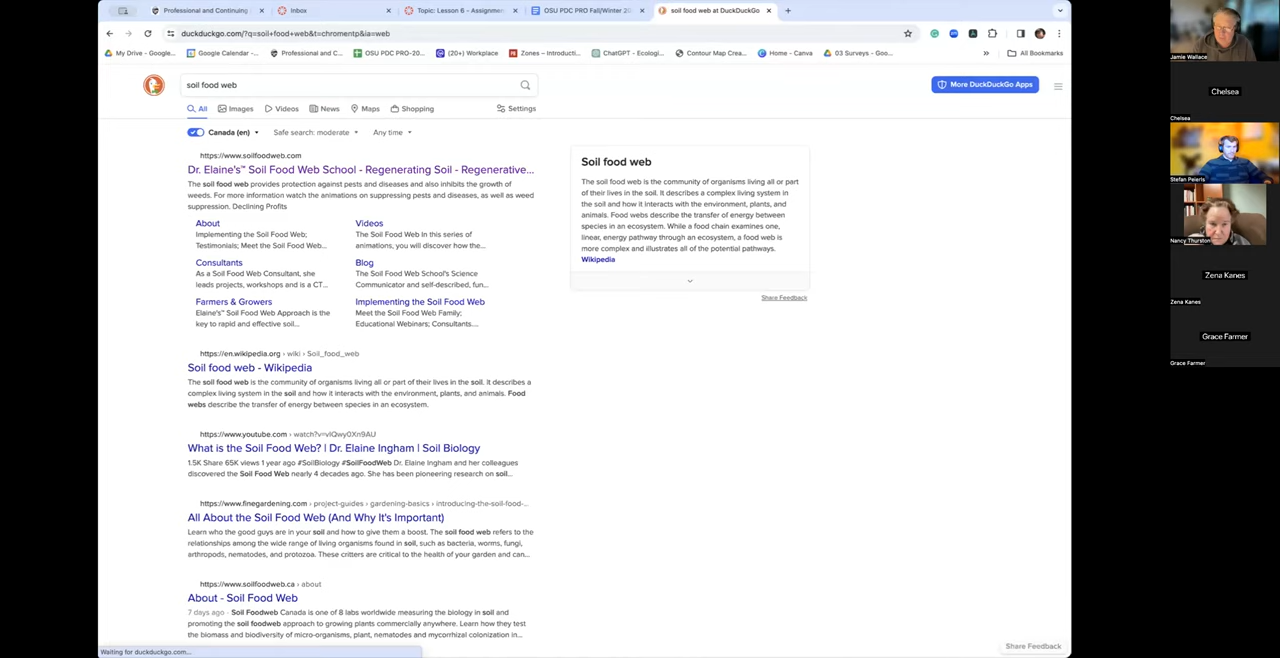 Professional and Continuing
Inbox
Topic: Lesson 6 - Assignmen
OSU PDC PRO Fall/Winter 20
soil food web at DuckDuckGo
duckduckgo.com/?q=soil+food+web&t=chromentp&ia=web
My Drive - Google...
Google Calendar -...
Professional and C...
OSU PDC PRO-20...
(20+) Workplace
Zones – Introducti...
ChatGPT - Ecologi...
Contour Map Crea...
Home - Canva
03 Surveys - Goo...
All Bookmarks
soil food web
More DuckDuckGo Apps
All
Images
Videos
News
Maps
Shopping
Settings
Canada (en)
Safe search: moderate
Any time
https://www.soilfoodweb.com
Dr. Elaine's™ Soil Food Web School - Regenerating Soil - Regenerative...
The soil food web provides protection against pests and diseases and also inhibits the growth of
weeds. For more information watch the animations on suppressing pests and diseases, as well as weed
suppression. Declining Profits
About
Implementing the Soil Food Web;
Testimonials; Meet the Soil Food Web...
Videos
The Soil Food Web In this series of
animations, you will discover how the...
Consultants
As a Soil Food Web Consultant, she
leads projects, workshops and is a CT...
Blog
The Soil Food Web School's Science
Communicator and self-described, fun...
Farmers & Growers
Elaine's™ Soil Food Web Approach is the
key to rapid and effective soil...
Implementing the Soil Food Web
Meet the Soil Food Web Family;
Educational Webinars; Consultants....
https://en.wikipedia.org › wiki › Soil_food_web
Soil food web - Wikipedia
The soil food web is the community of organisms living all or part of their lives in the soil. It describes a
complex living system in the soil and how it interacts with the environment, plants, and animals. Food
webs describe the transfer of energy between species in an ecosystem.
https://www.youtube.com › watch?v=vIQwy0Xn9AU
What is the Soil Food Web? | Dr. Elaine Ingham | Soil Biology
1.5K Share 65K views 1 year ago #SoilBiology #SoilFoodWeb Dr. Elaine Ingham and her colleagues
discovered the Soil Food Web nearly 4 decades ago. She has been pioneering research on soil...
https://www.finegardening.com › project-guides › gardening-basics › introducing-the-soil-food-...
All About the Soil Food Web (And Why It's Important)
Learn who the good guys are in your soil and how to give them a boost. The soil food web refers to the
relationships among the wide range of living organisms found in soil, such as bacteria, worms, fungi,
arthropods, nematodes, and protozoa. These critters are critical to the health of your garden and can...
https://www.soilfoodweb.ca › about
About - Soil Food Web
7 days ago · Soil Foodweb Canada is one of 8 labs worldwide measuring the biology in soil and
promoting the soil foodweb approach to growing plants commercially anywhere. Learn how they test
the biomass and biodiversity of micro-organisms, plant, nematodes and mycorrhizal colonization in...
Waiting for duckduckgo.com...
Soil food web
The soil food web is the community of organisms living all or part
of their lives in the soil. It describes a complex living system in
the soil and how it interacts with the environment, plants, and
animals. Food webs describe the transfer of energy between
species in an ecosystem. While a food chain examines one,
linear, energy pathway through an ecosystem, a food web is
more complex and illustrates all of the potential pathways.
Wikipedia
Share Feedback
Share Feedback
Jamie Wallace
Chelsea
Chelsea
Stefan Peieris
Nancy Thurston
Zena Kanes
Zena Kanes
Grace Farmer
Grace Farmer